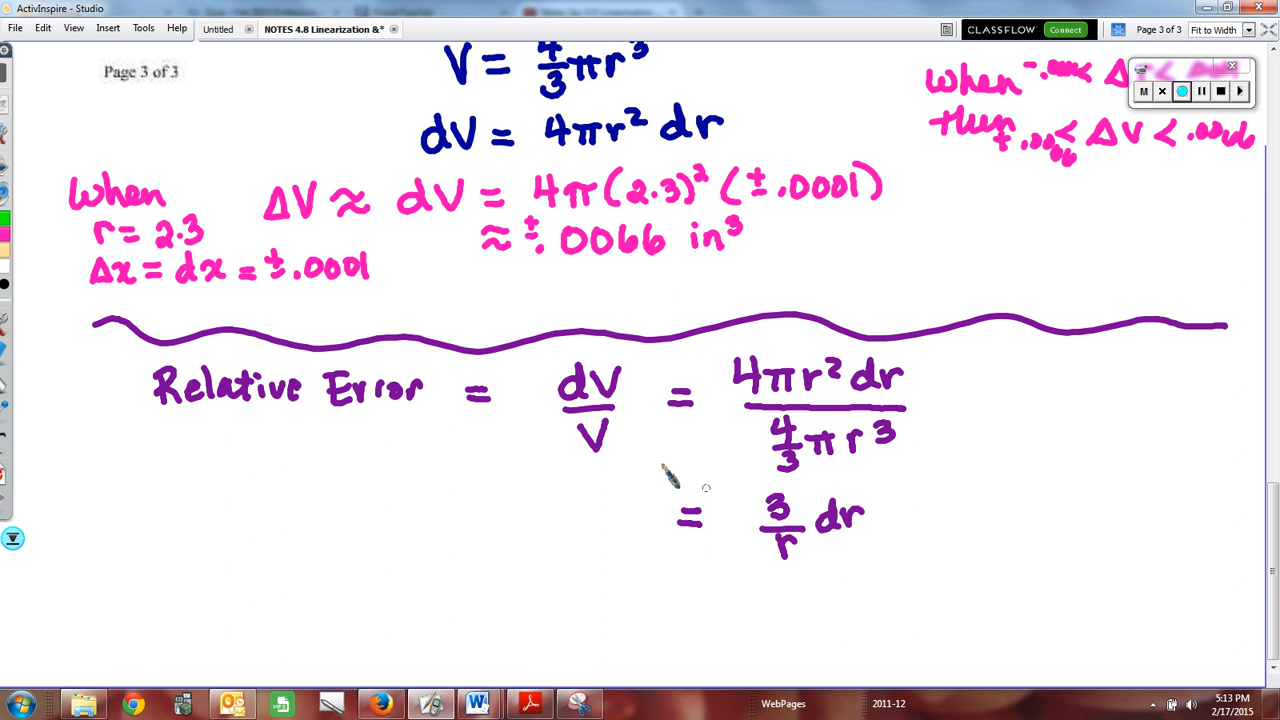 ActivInspire - Studio
File Edit View Insert Tools Help Untitled NOTES 4.8 Linearization &* CLASSFLOW Connect Page 3 of 3 Fit to Width
V = 4/3 πr³
Page 3 of 3
when
M
dV = 4πr² dr
then
< ΔV <
When ΔV ≈ dV = 4π(2.3)² (± .0001)
r = 2.3 ≈ ±.0066 in³
Δx = dx = ±.0001
Relative Error = dV/V = 4πr² dr / 4/3 πr³
= 3/r dr
WebPages 2011-12 5:13 PM
2/17/2015